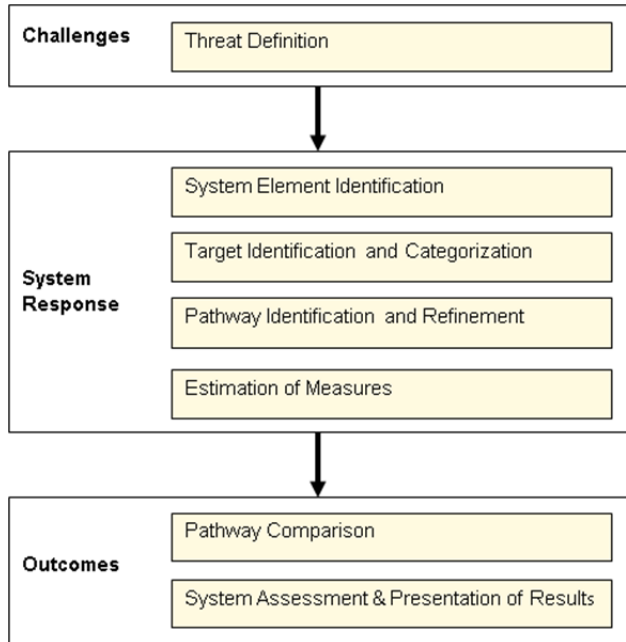 Challenges
Threat Definition
System Element Identification
Target Identification and Categorization
System
Response
Pathway Identification and Refinement
Estimation of Measures
Pathway Comparison
Outcomes
System Assessment & Presentation of Results